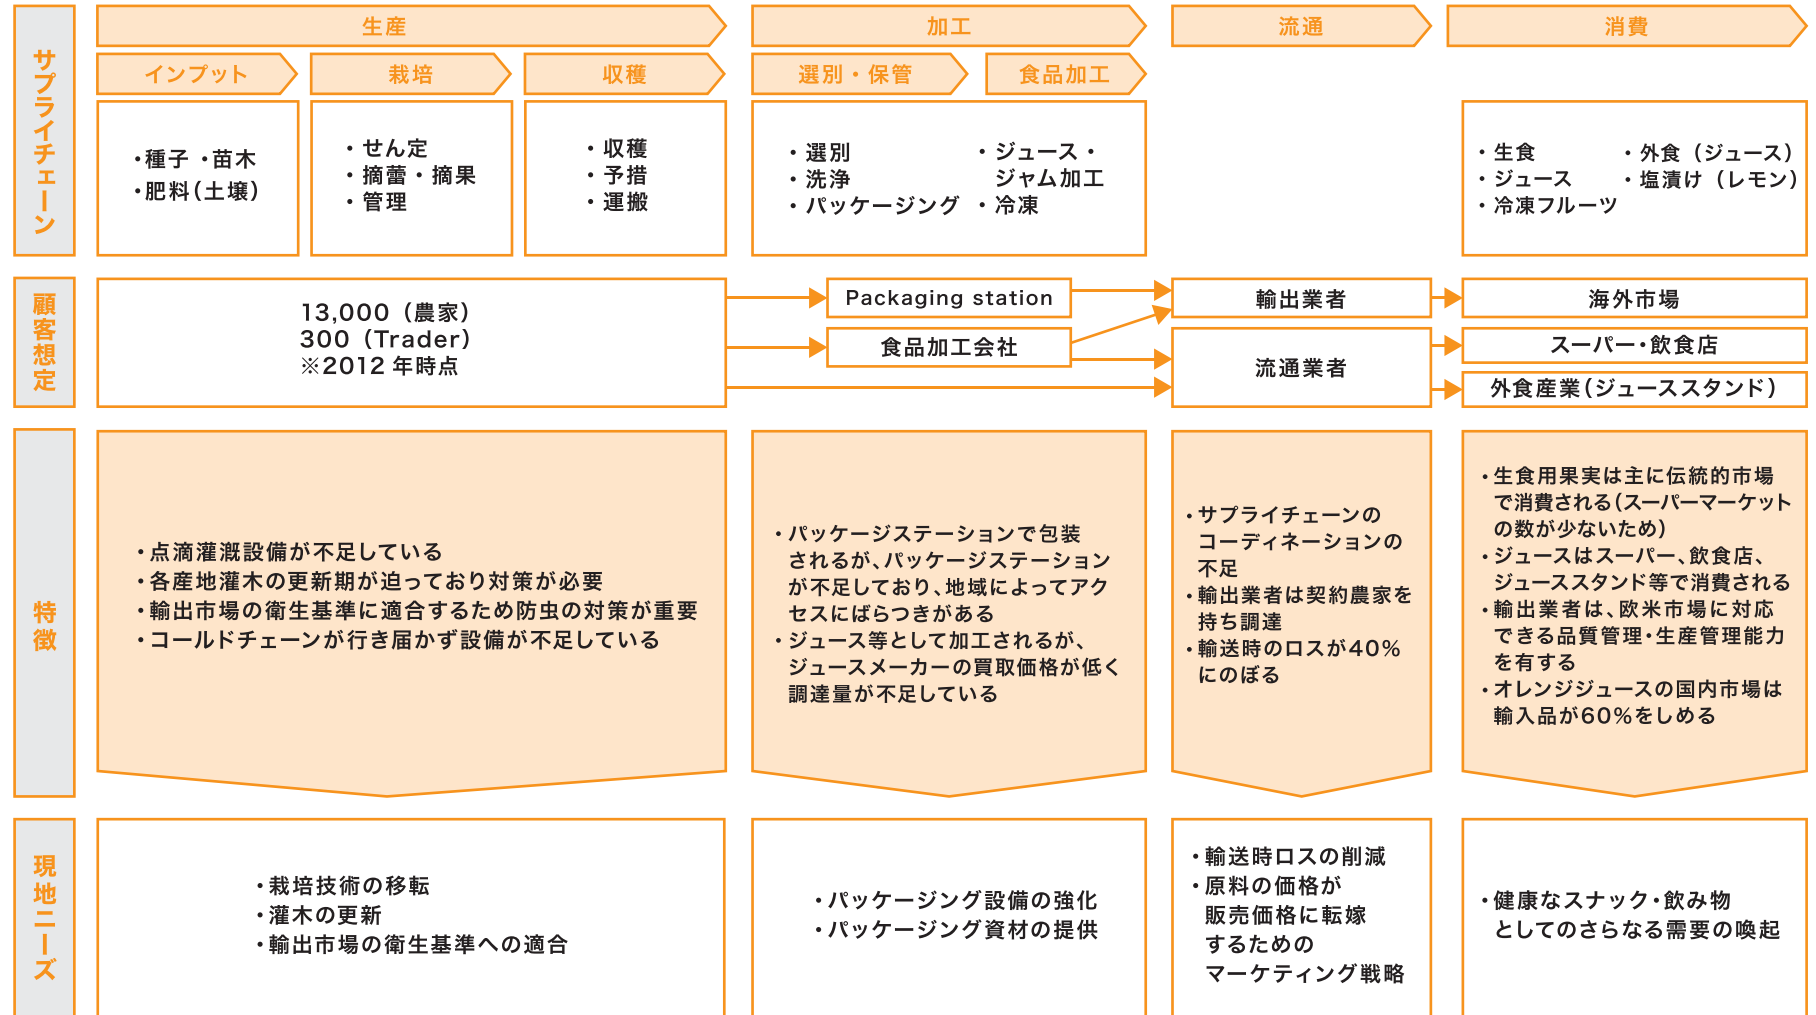 サプライチェーン
生産
加工
流通
消費
インプット
栽培
収穫
選別・保管
食品加工
・種子 ・苗木
・肥料(土壌)
・せん定
・摘蕾・摘果
・管理
・収穫
・予措
・運搬
・選別
・洗浄
・パッケージング
・ジュース・
ジャム加工
・冷凍
・生食
・ジュース
・冷凍フルーツ
・外食（ジュース）
・塩漬け（レモン）
顧客想定
13,000（農家）
300（Trader）
※2012年時点
Packaging station
食品加工会社
輸出業者
流通業者
海外市場
スーパー・飲食店
外食産業(ジューススタンド)
特徴
・点滴灌漑設備が不足している
・各産地灌木の更新期が迫っており対策が必要
・輸出市場の衛生基準に適合するため防虫の対策が重要
・コールドチェーンが行き届かず設備が不足している
・パッケージステーションで包装
されるが、パッケージステーション
が不足しており、地域によってアク
セスにばらつきがある
・ジュース等として加工されるが、
ジュースメーカーの買取価格が低く
調達量が不足している
・サプライチェーンの
コーディネーションの
不足
・輸出業者は契約農家を
持ち調達
・輸送時のロスが40%
にのぼる
・生食用果実は主に伝統的市場
で消費される(スーパーマーケット
の数が少ないため)
・ジュースはスーパー、飲食店、
ジューススタンド等で消費される
・輸出業者は、欧米市場に対応
できる品質管理・生産管理能力
を有する
・オレンジジュースの国内市場は
輸入品が60%をしめる
現地ニーズ
・栽培技術の移転
・灌木の更新
・輸出市場の衛生基準への適合
・パッケージング設備の強化
・パッケージング資材の提供
・輸送時ロスの削減
・原料の価格が
販売価格に転嫁
するための
マーケティング戦略
・健康なスナック・飲み物
としてのさらなる需要の喚起